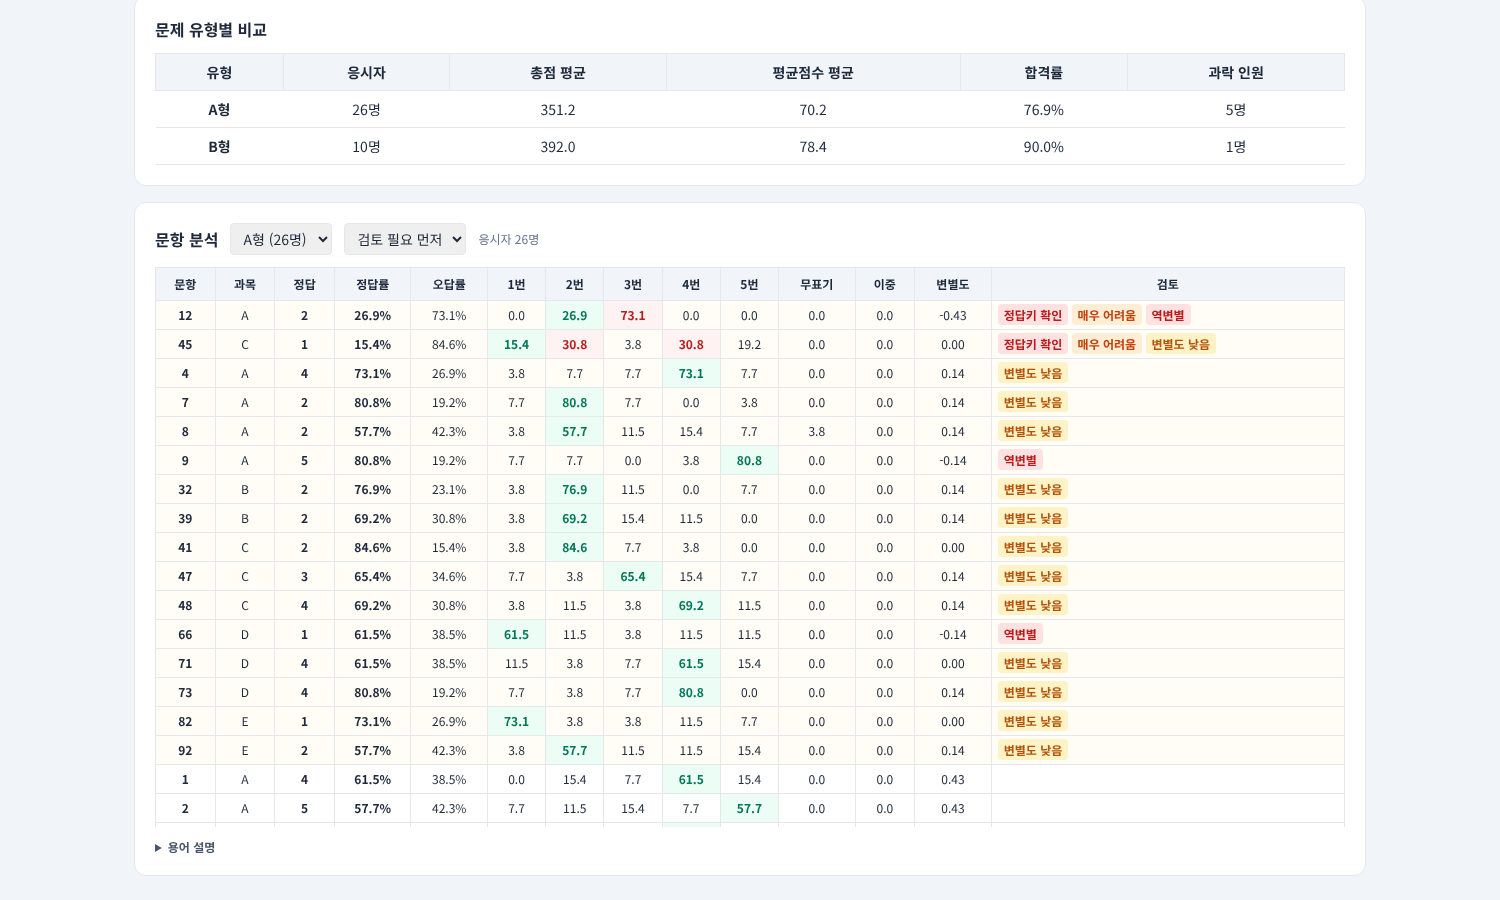 문제 유형별 비교
유형 응시자 총점 평균 평균점수 평균 합격률 과락 인원
A형 26명 351.2 70.2 76.9% 5명
B형 10명 392.0 78.4 90.0% 1명
문항 분석 A형 (26명) 검토 필요 먼저 응시자 26명
문항 과목 정답 정답률 오답률 1번 2번 3번 4번 5번 무표기 이중 변별도 검토
12 A 2 26.9% 73.1% 0.0 26.9 73.1 0.0 0.0 0.0 0.0 -0.43 정답키 확인 매우 어려움 역변별
45 C 1 15.4% 84.6% 15.4 30.8 3.8 30.8 19.2 0.0 0.0 0.00 정답키 확인 매우 어려움 변별도 낮음
4 A 4 73.1% 26.9% 3.8 7.7 7.7 73.1 7.7 0.0 0.0 0.14 변별도 낮음
7 A 2 80.8% 19.2% 7.7 80.8 7.7 0.0 3.8 0.0 0.0 0.14 변별도 낮음
8 A 2 57.7% 42.3% 3.8 57.7 11.5 15.4 7.7 3.8 0.0 0.14 변별도 낮음
9 A 5 80.8% 19.2% 7.7 7.7 0.0 3.8 80.8 0.0 0.0 -0.14 역변별
32 B 2 76.9% 23.1% 3.8 76.9 11.5 0.0 7.7 0.0 0.0 0.14 변별도 낮음
39 B 2 69.2% 30.8% 3.8 69.2 15.4 11.5 0.0 0.0 0.0 0.14 변별도 낮음
41 C 2 84.6% 15.4% 3.8 84.6 7.7 3.8 0.0 0.0 0.0 0.00 변별도 낮음
47 C 3 65.4% 34.6% 7.7 3.8 65.4 15.4 7.7 0.0 0.0 0.14 변별도 낮음
48 C 4 69.2% 30.8% 3.8 11.5 3.8 69.2 11.5 0.0 0.0 0.14 변별도 낮음
66 D 1 61.5% 38.5% 61.5 11.5 3.8 11.5 11.5 0.0 0.0 -0.14 역변별
71 D 4 61.5% 38.5% 11.5 3.8 7.7 61.5 15.4 0.0 0.0 0.00 변별도 낮음
73 D 4 80.8% 19.2% 7.7 3.8 7.7 80.8 0.0 0.0 0.0 0.14 변별도 낮음
82 E 1 73.1% 26.9% 73.1 3.8 3.8 11.5 7.7 0.0 0.0 0.00 변별도 낮음
92 E 2 57.7% 42.3% 3.8 57.7 11.5 11.5 15.4 0.0 0.0 0.14 변별도 낮음
1 A 4 61.5% 38.5% 0.0 15.4 7.7 61.5 15.4 0.0 0.0 0.43
2 A 5 57.7% 42.3% 7.7 11.5 15.4 7.7 57.7 0.0 0.0 0.43
▶ 용어 설명